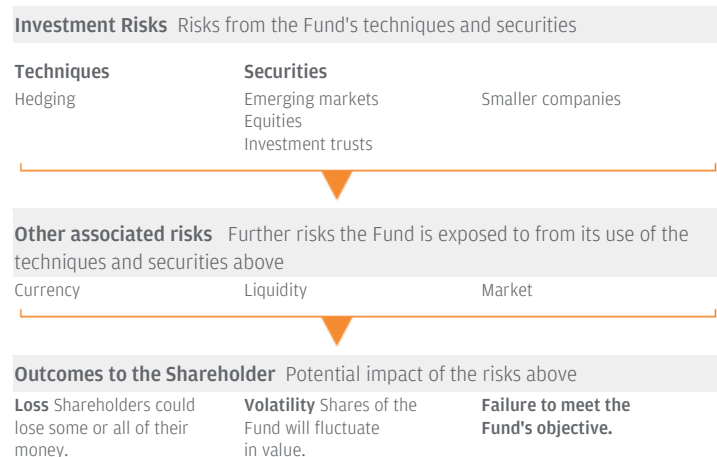 Investment Risks Risks from the Fund's techniques and securities
Techniques
Securities
Hedging
Emerging markets
Smaller companies
Equities
Investment trusts
Other associated risks Further risks the Fund is exposed to from its use of the
techniques and securities above
Currency
Liquidity
Market
Outcomes to the Shareholder Potential impact of the risks above
Loss Shareholders could
lose some or all of their
money.
Volatility Shares of the
Fund will fluctuate
in value.
Failure to meet the
Fund's objective.